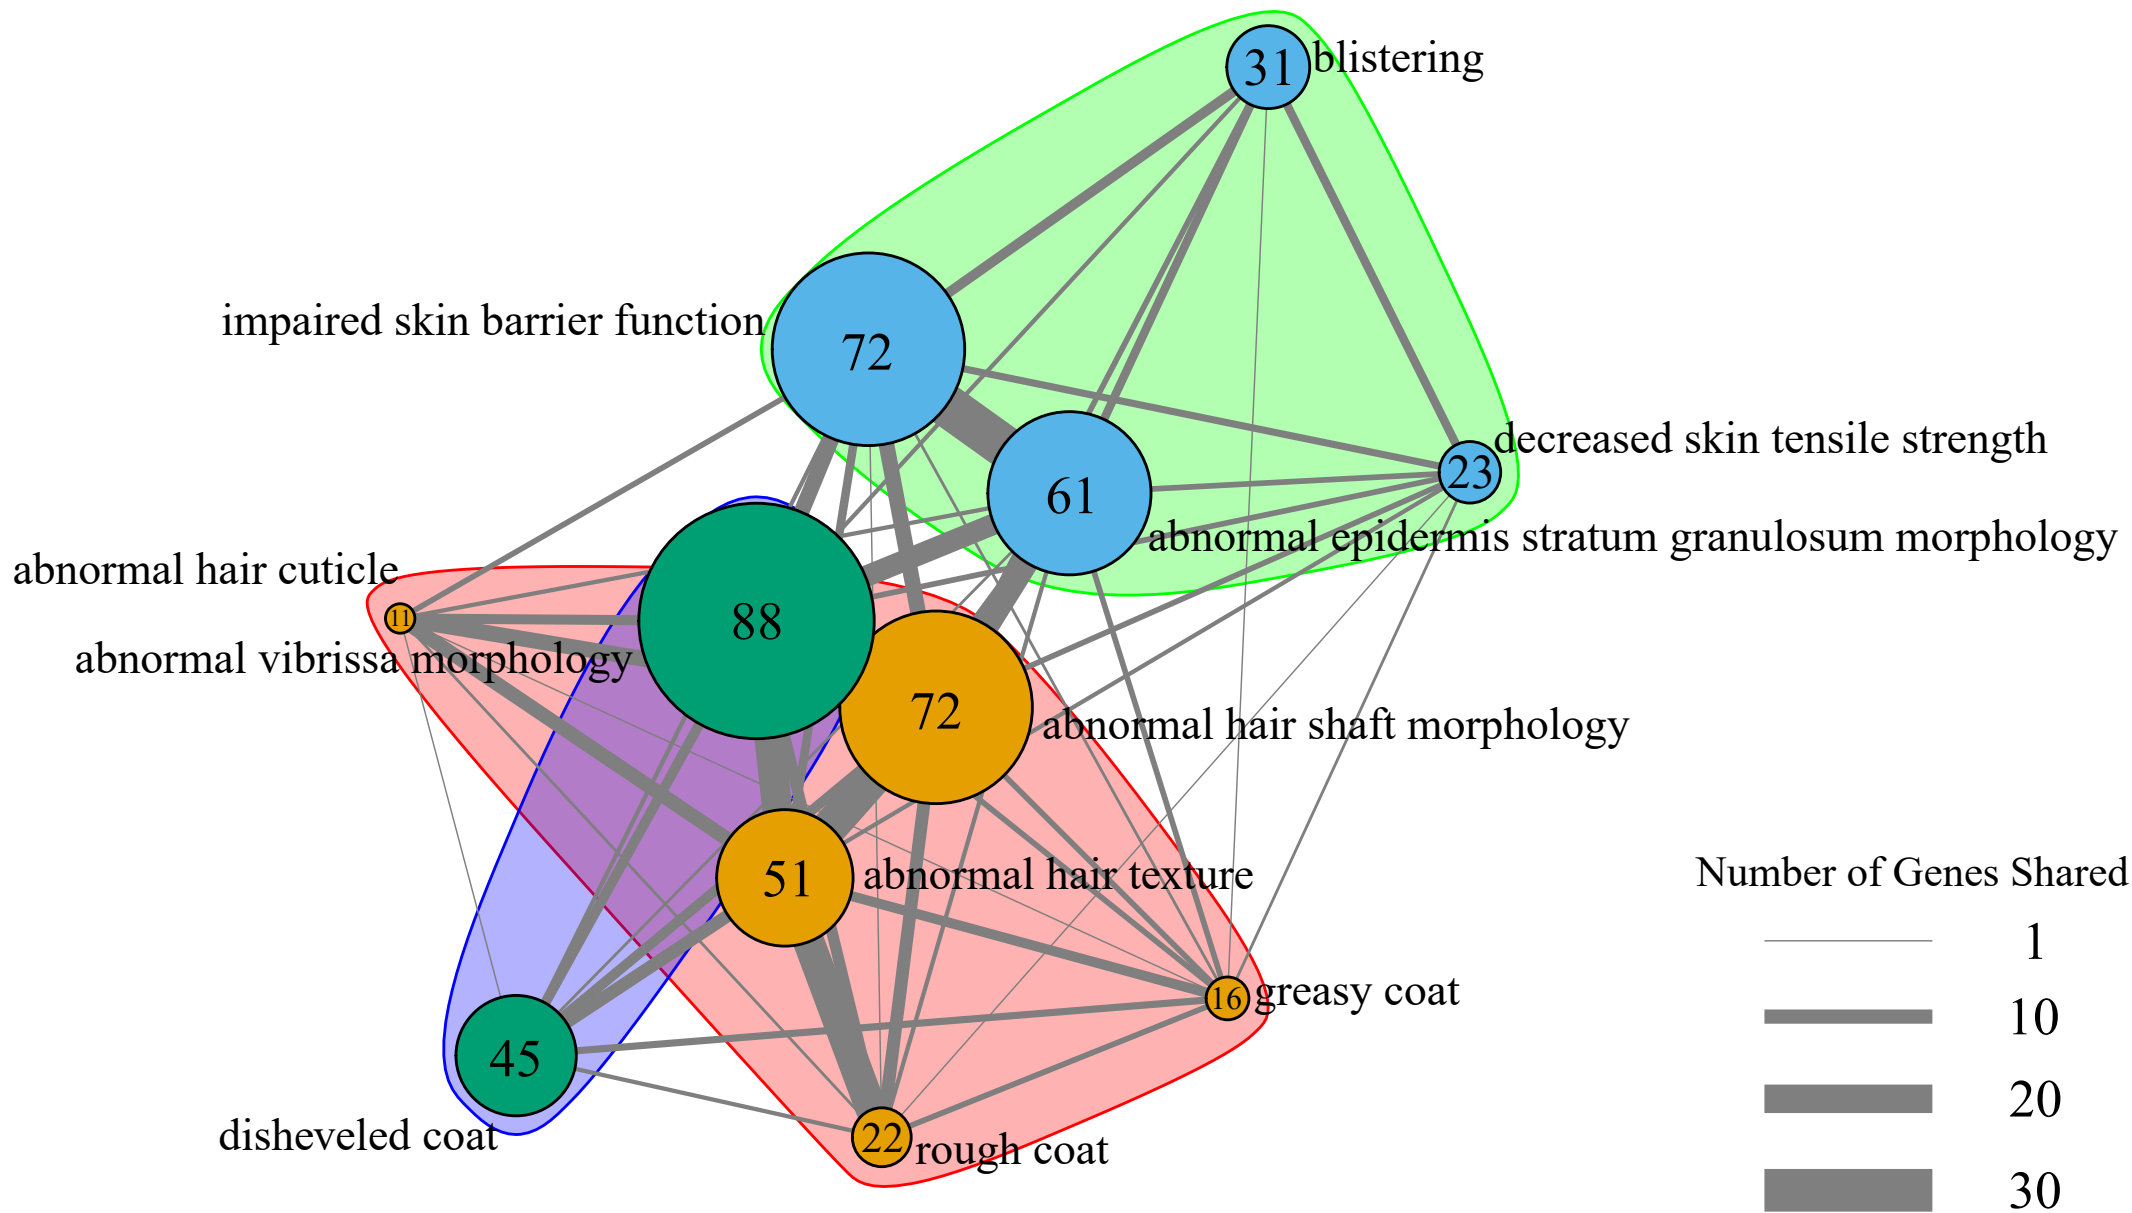 31 blistering
impaired skin barrier function
72
decreased skin tensile strength
23
61
abnormal epidermis stratum granulosum morphology
abnormal hair cuticle
11
88
abnormal vibrissa morphology
72
abnormal hair shaft morphology
51 abnormal hair texture
16 greasy coat
45
disheveled coat
22 rough coat
Number of Genes Shared
1
10
20
30